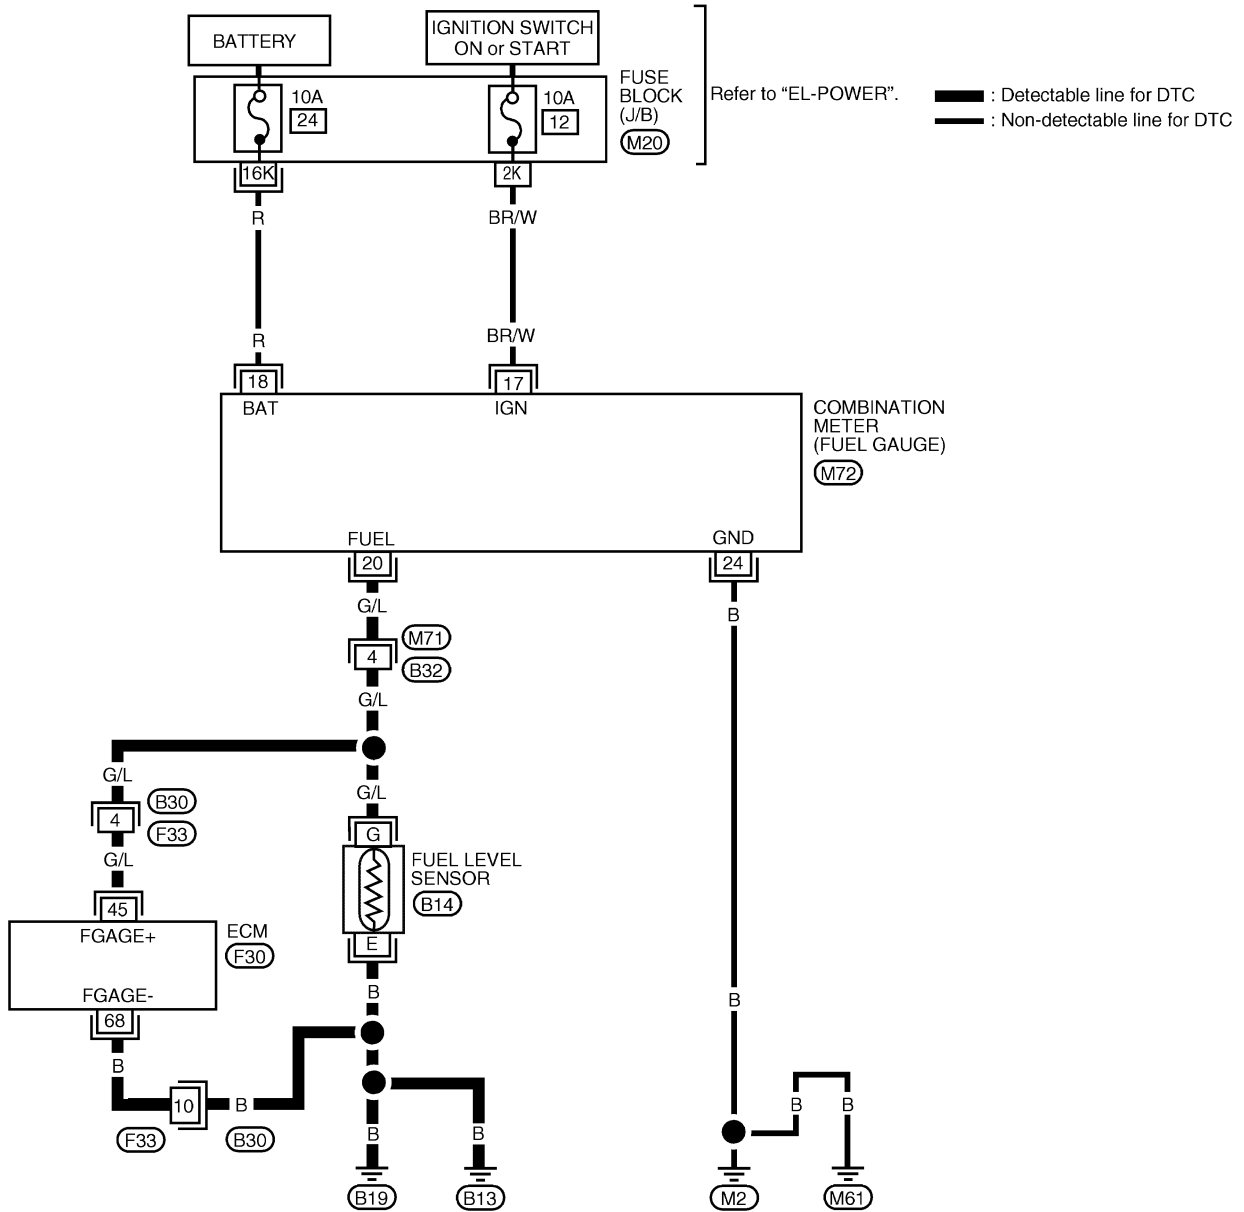 BATTERY
IGNITION SWITCH
ON or START
10A
24
10A
12
FUSE
BLOCK
(J/B)
M20
Refer to “EL-POWER”.
: Detectable line for DTC
: Non-detectable line for DTC
16K
2K
R
BR/W
R
BR/W
18
17
BAT
IGN
COMBINATION
METER
(FUEL GAUGE)
M72
FUEL
GND
20
24
G/L
B
M71
4
B32
G/L
G/L
G/L
B30
4
F33
G
G/L
FUEL LEVEL
SENSOR
B14
45
FGAGE+
ECM
F30
E
FGAGE-
B
B
68
B
10
B
B
B
F33
B30
B
B
B19
B13
M2
M61